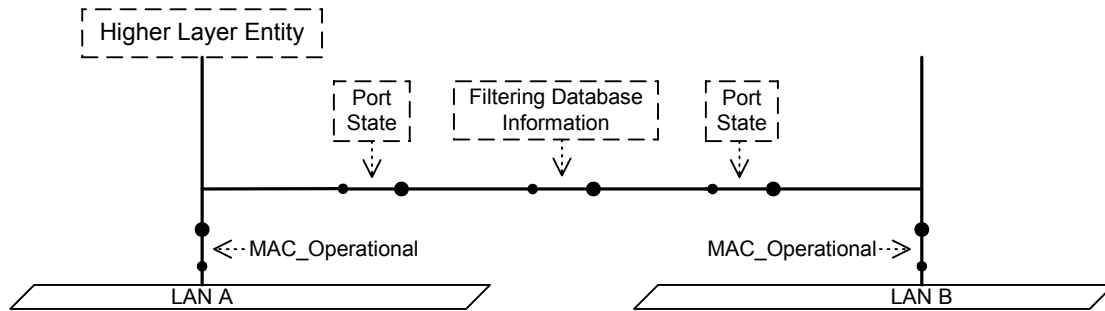 Higher Layer Entity
Port
State
Filtering Database
Information
Port
State
MAC_Operational
MAC_Operational
LAN A
LAN B